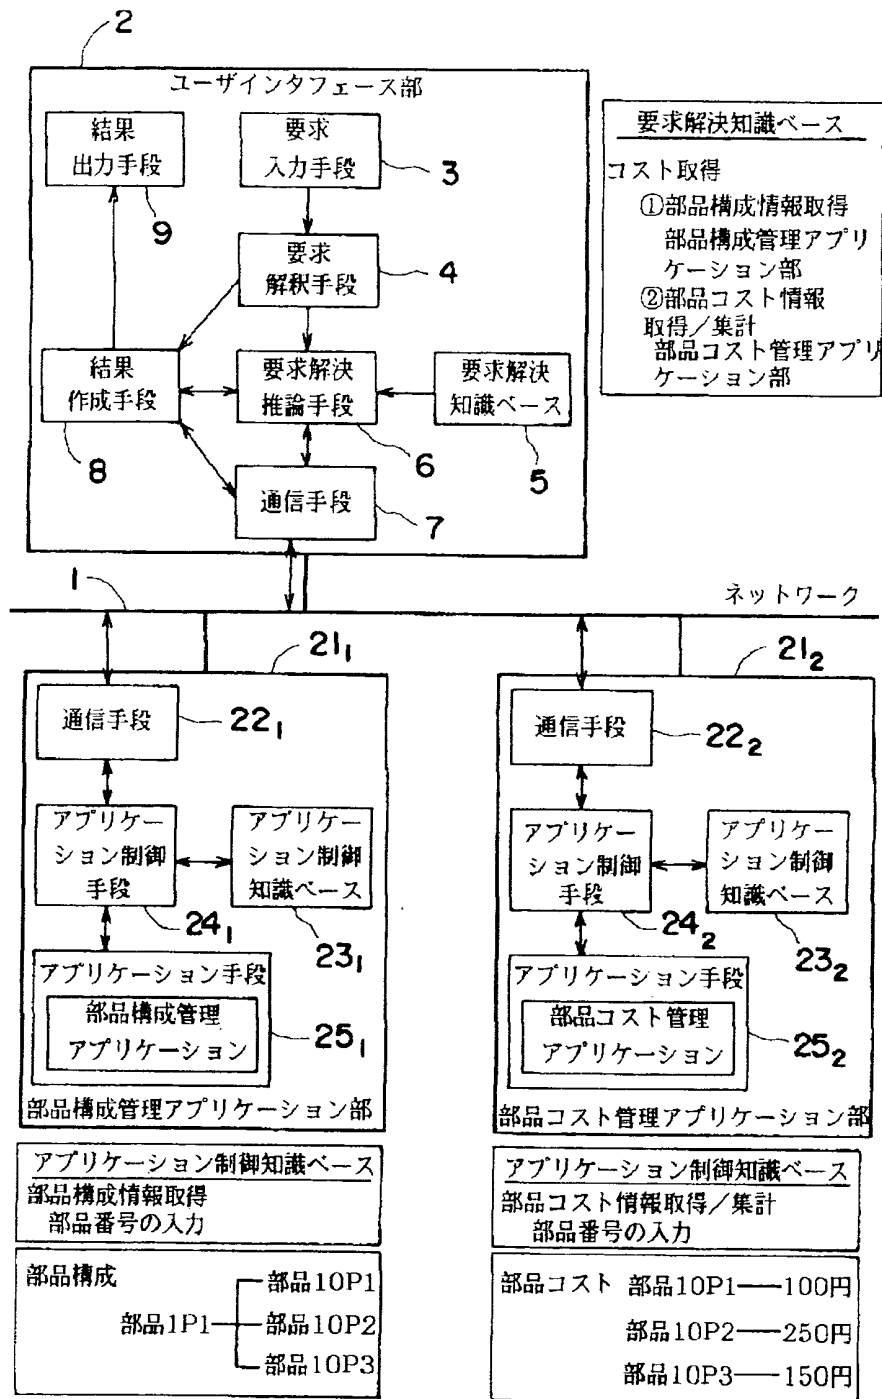 2
ユーザインタフェース部
結果
出力手段
9
要求
入力手段
3
要求
解釈手段
4
結果
作成手段
8
要求解決
推論手段
6
要求解決
知識ベース
5
通信手段
7
要求解決知識ベース
コスト取得
①部品構成情報取得
部品構成管理アプリ
ケーション部
②部品コスト情報
取得／集計
部品コスト管理アプリ
ケーション部
1
ネットワーク
21₁
通信手段
22₁
アプリケー
ション制御
手段
24₁
アプリケー
ション制御
知識ベース
23₁
アプリケーション手段
部品構成管理
アプリケーション
25₁
部品構成管理アプリケーション部
21₂
通信手段
22₂
アプリケー
ション制御
手段
24₂
アプリケー
ション制御
知識ベース
23₂
アプリケーション手段
部品コスト管理
アプリケーション
25₂
部品コスト管理アプリケーション部
アプリケーション制御知識ベース
部品構成情報取得
部品番号の入力
部品構成
部品1P1
部品10P1
部品10P2
部品10P3
アプリケーション制御知識ベース
部品コスト情報取得／集計
部品番号の入力
部品コスト 部品10P1──100円
部品10P2──250円
部品10P3──150円